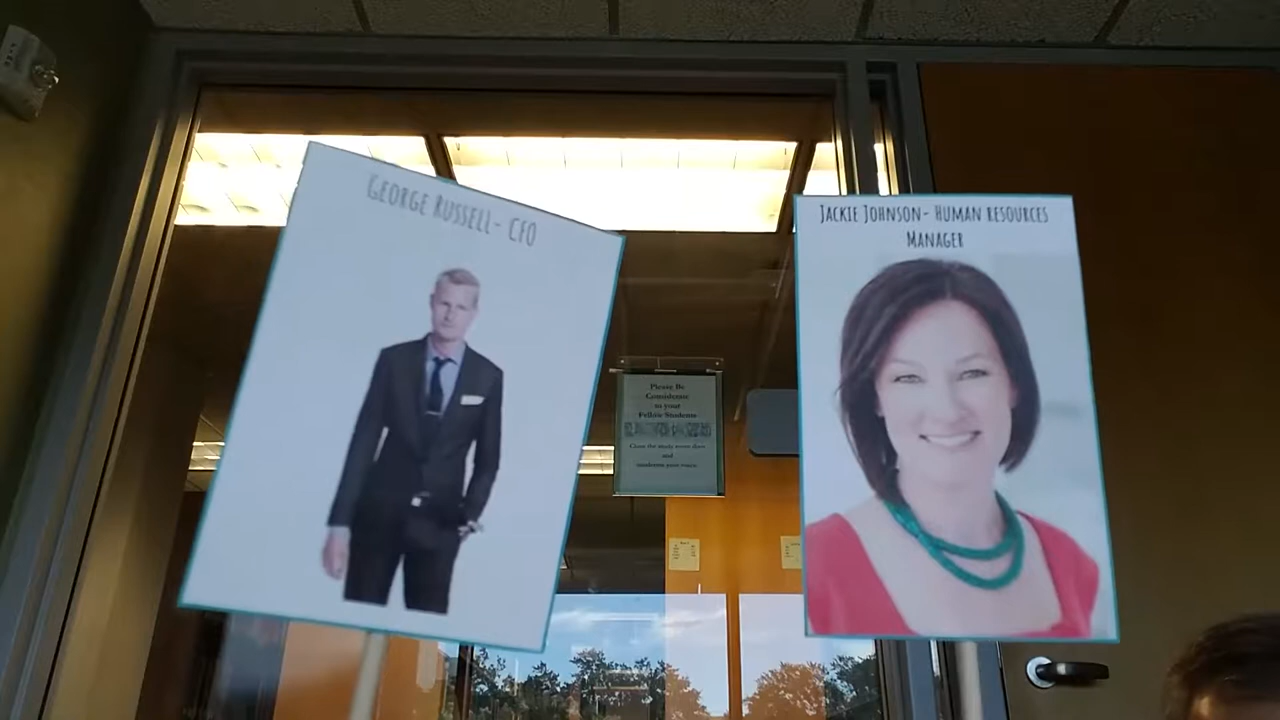 George Russell- CFO
Jackie Johnson- Human resources
Manager
Please Be
Considerate
to your
Fellow Students
Close the study room door
and
moderate your voice